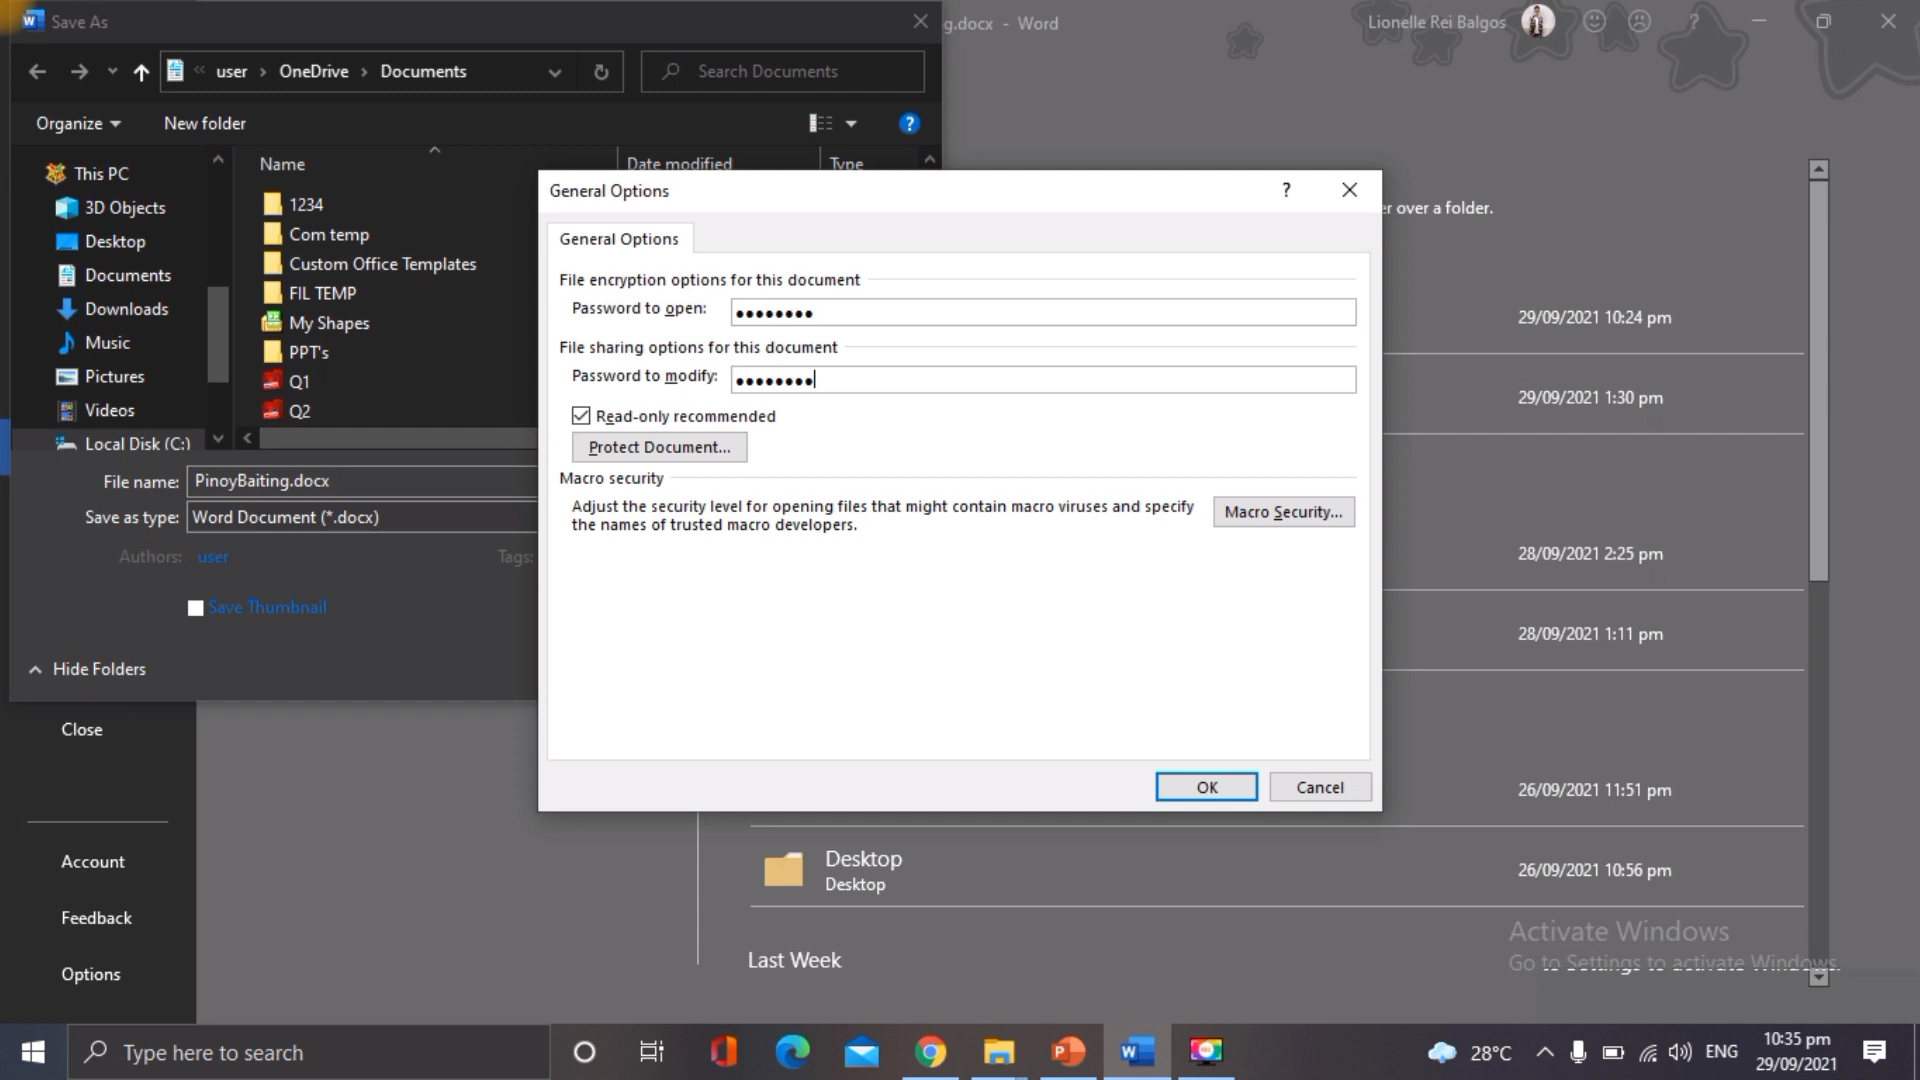 Save As
g.docx - Word
Lionelle Rei Balgos
user › OneDrive › Documents
Search Documents
Organize
New folder
This PC
3D Objects
Desktop
Documents
Downloads
Music
Pictures
Videos
Local Disk (C:)
Name
Date modified
Type
1234
Com temp
Custom Office Templates
FIL TEMP
My Shapes
PPT's
Q1
Q2
File name: PinoyBaiting.docx
Save as type: Word Document (*.docx)
Authors: user
Tags:
Save Thumbnail
Hide Folders
General Options
General Options
File encryption options for this document
Password to open:
File sharing options for this document
Password to modify:
Read-only recommended
Protect Document...
Macro security
Adjust the security level for opening files that might contain macro viruses and specify
the names of trusted macro developers.
Macro Security...
OK
Cancel
er over a folder.
29/09/2021 10:24 pm
29/09/2021 1:30 pm
28/09/2021 2:25 pm
28/09/2021 1:11 pm
26/09/2021 11:51 pm
Desktop
Desktop
26/09/2021 10:56 pm
Last Week
Close
Account
Feedback
Options
Activate Windows
Go to Settings to activate Windows.
Type here to search
28°C
ENG
10:35 pm
29/09/2021